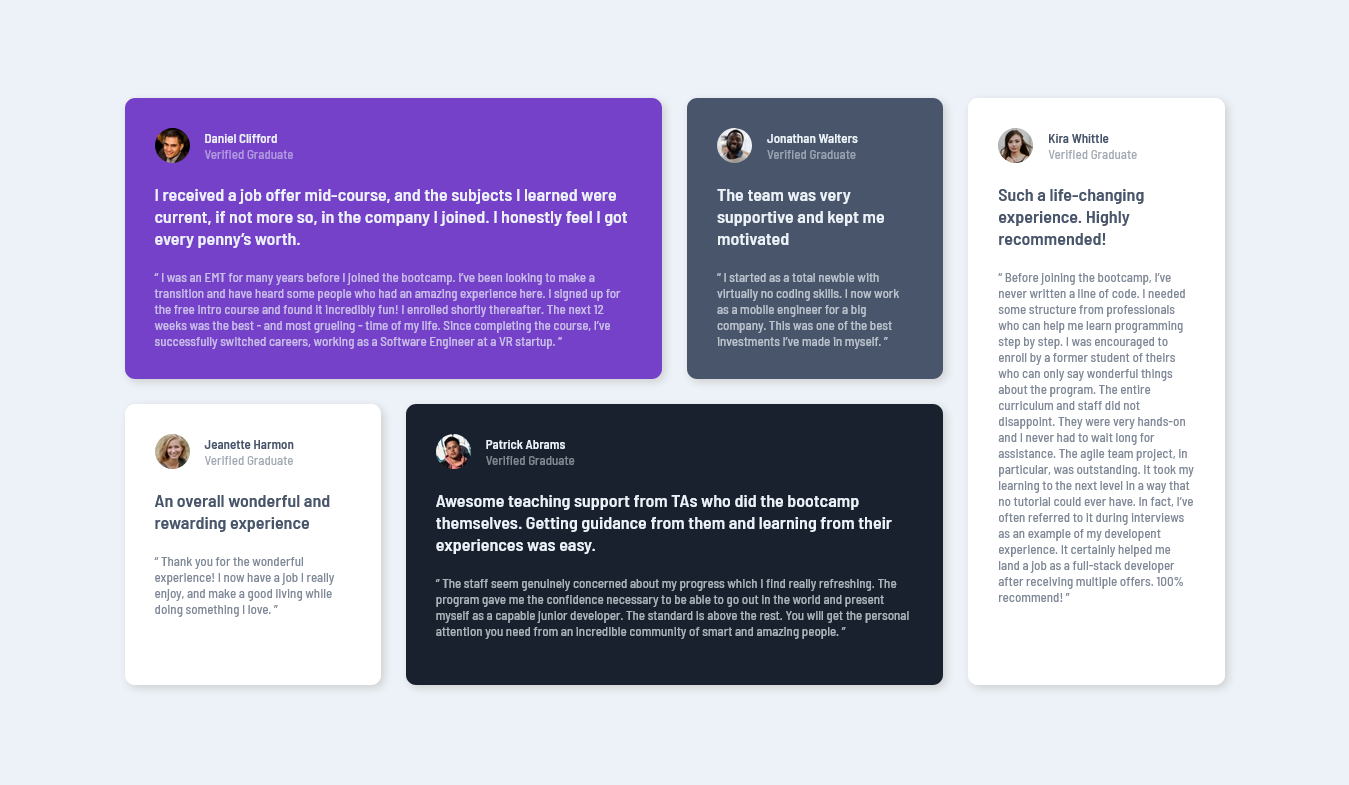 Daniel Clifford
Verified Graduate
I received a job offer mid-course, and the subjects I learned were
current, if not more so, in the company I joined. I honestly feel I got
every penny’s worth.
“ I was an EMT for many years before I joined the bootcamp. I’ve been looking to make a
transition and have heard some people who had an amazing experience here. I signed up for
the free intro course and found it incredibly fun! I enrolled shortly thereafter. The next 12
weeks was the best - and most grueling - time of my life. Since completing the course, I’ve
successfully switched careers, working as a Software Engineer at a VR startup. “
Jonathan Walters
Verified Graduate
The team was very
supportive and kept me
motivated
“ I started as a total newbie with
virtually no coding skills. I now work
as a mobile engineer for a big
company. This was one of the best
investments I’ve made in myself. ”
Kira Whittle
Verified Graduate
Such a life-changing
experience. Highly
recommended!
“ Before joining the bootcamp, I’ve
never written a line of code. I needed
some structure from professionals
who can help me learn programming
step by step. I was encouraged to
enroll by a former student of theirs
who can only say wonderful things
about the program. The entire
curriculum and staff did not
disappoint. They were very hands-on
and I never had to wait long for
assistance. The agile team project, in
particular, was outstanding. It took my
learning to the next level in a way that
no tutorial could ever have. In fact, I’ve
often referred to it during interviews
as an example of my developent
experience. It certainly helped me
land a job as a full-stack developer
after receiving multiple offers. 100%
recommend! ”
Jeanette Harmon
Verified Graduate
An overall wonderful and
rewarding experience
“ Thank you for the wonderful
experience! I now have a job I really
enjoy, and make a good living while
doing something I love. ”
Patrick Abrams
Verified Graduate
Awesome teaching support from TAs who did the bootcamp
themselves. Getting guidance from them and learning from their
experiences was easy.
“ The staff seem genuinely concerned about my progress which I find really refreshing. The
program gave me the confidence necessary to be able to go out in the world and present
myself as a capable junior developer. The standard is above the rest. You will get the personal
attention you need from an incredible community of smart and amazing people. ”